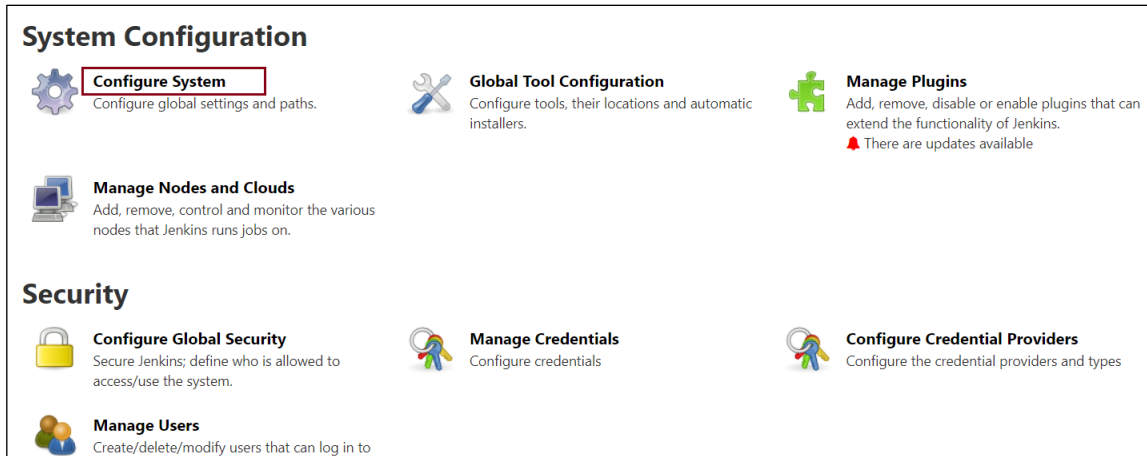 System Configuration
Configure System
Configure global settings and paths.
Global Tool Configuration
Configure tools, their locations and automatic
installers.
Manage Plugins
Add, remove, disable or enable plugins that can
extend the functionality of Jenkins.
There are updates available
Manage Nodes and Clouds
Add, remove, control and monitor the various
nodes that Jenkins runs jobs on.
Security
Configure Global Security
Secure Jenkins; define who is allowed to
access/use the system.
Manage Credentials
Configure credentials
Configure Credential Providers
Configure the credential providers and types
Manage Users
Create/delete/modify users that can log in to